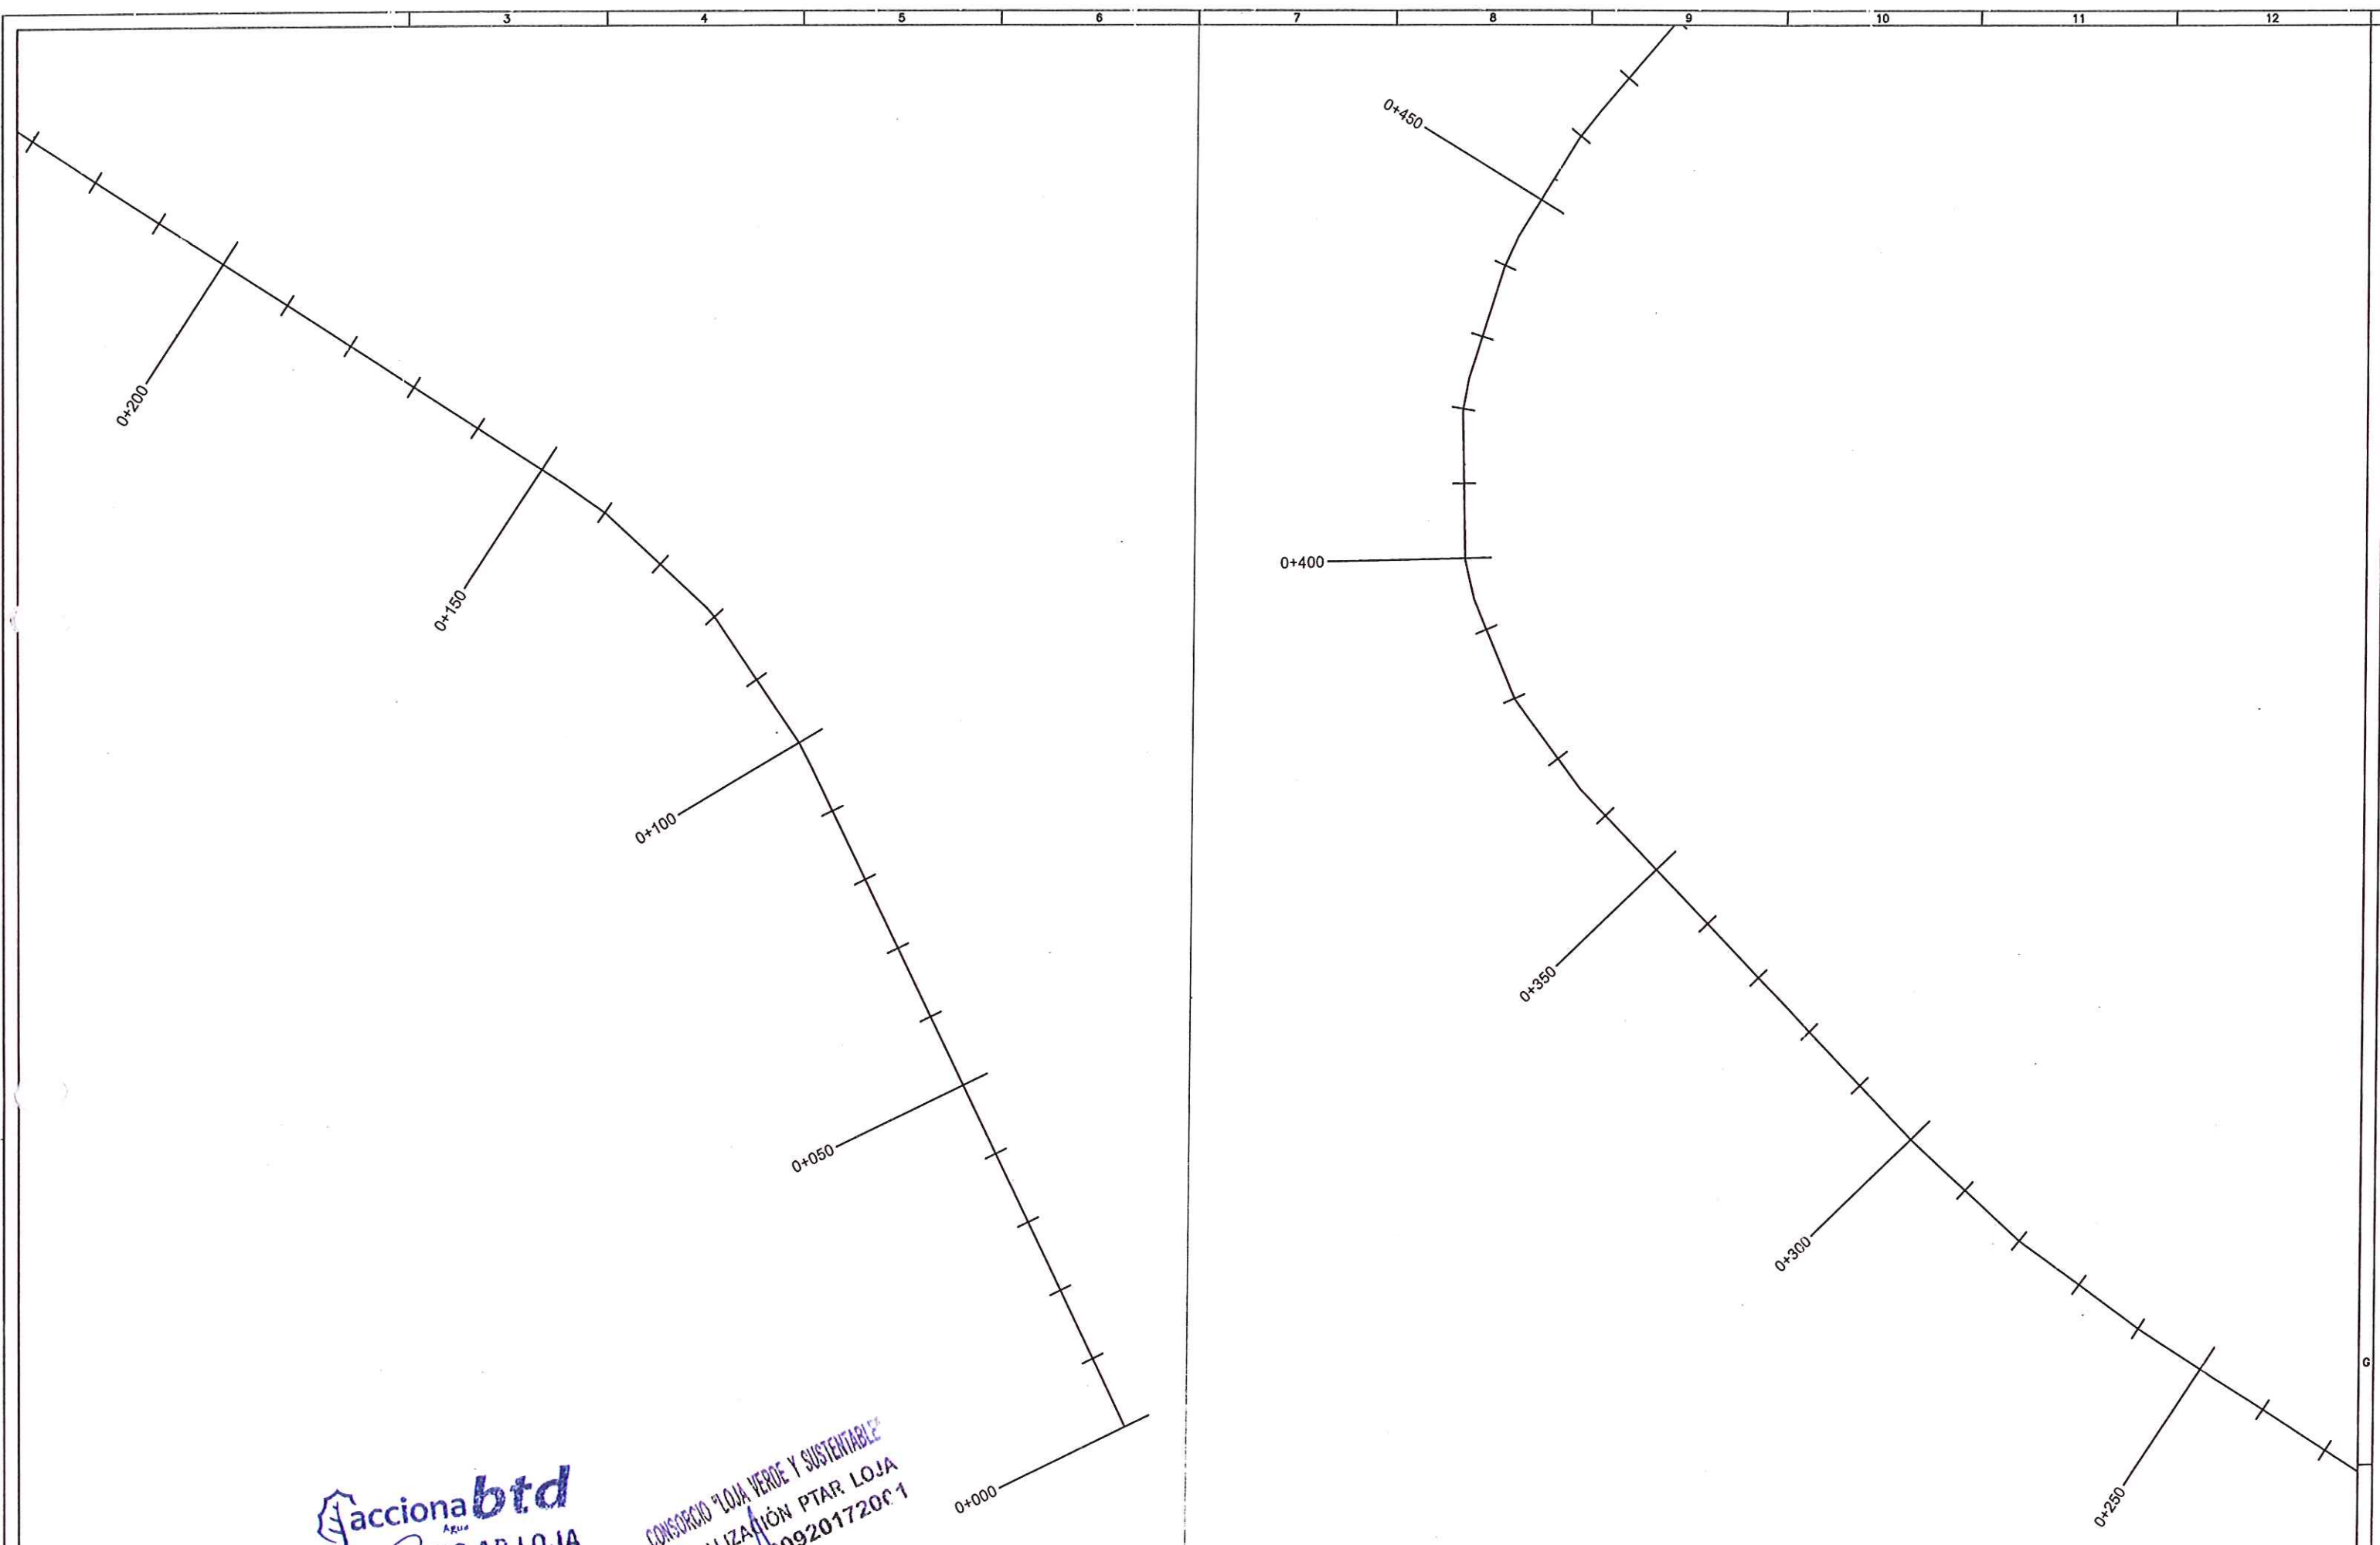 3 4 5 6 7 8 9 10 11 12
0+450
0+200
0+400
0+150
0+100
0+350
0+050
0+300
G
0+250
0+000
acciona btd
Agua
LOJA
CONSORCIO "LOJA VERDE Y SUSTENTABLE"
PTAR LOJA